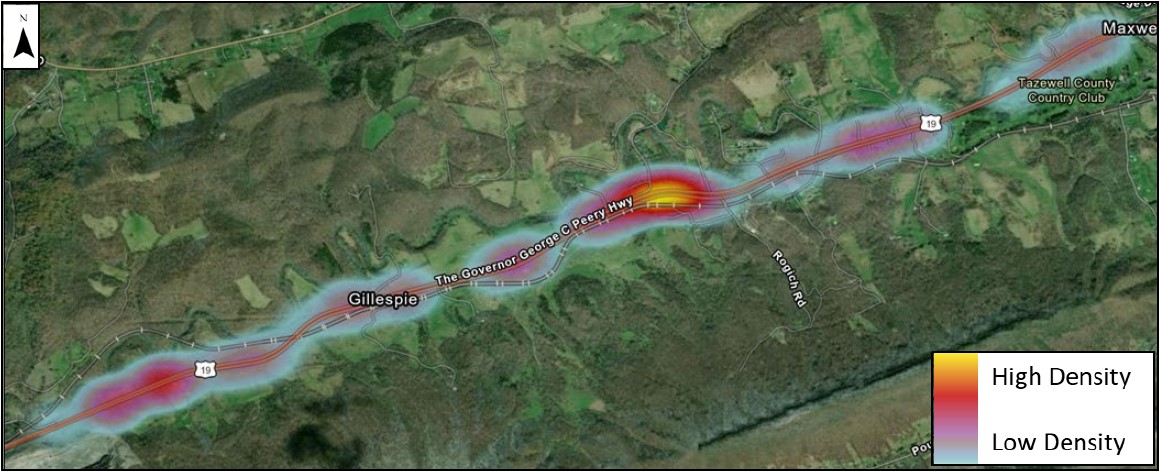 N
Maxwe
Tazewell County
Country Club
19
The Governor George C Peery Hwy
Rogich Rd
Gillespie
19
High Density
Low Density
Pou